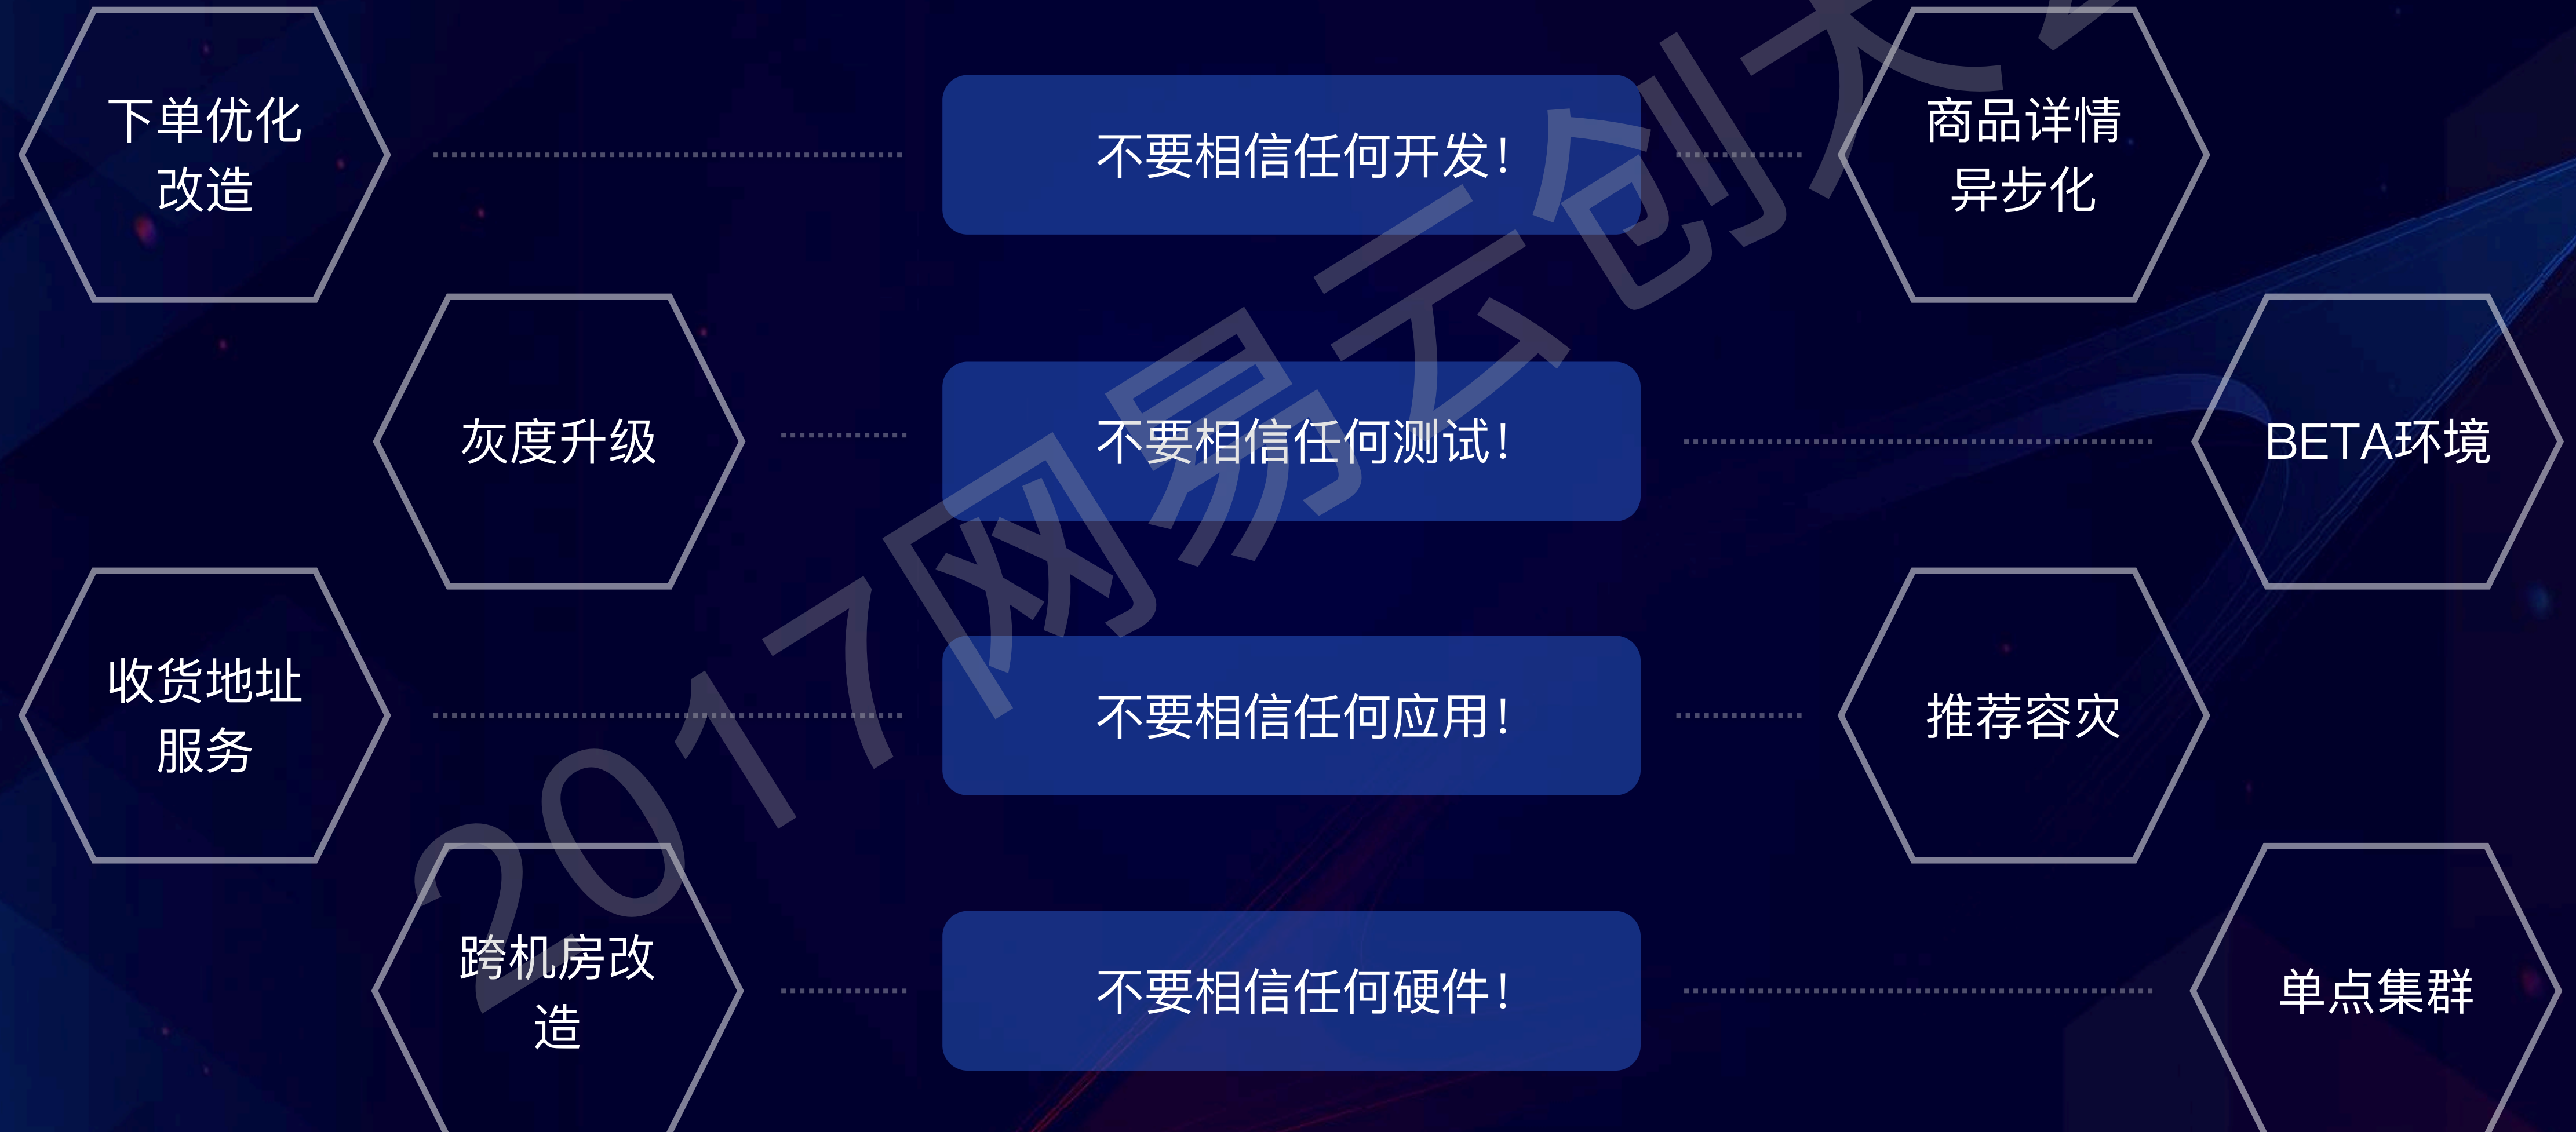 下单优化
改造
不要相信任何开发！
商品详情
异步化
灰度升级
不要相信任何测试！
BETA环境
收货地址
服务
不要相信任何应用！
推荐容灾
跨机房改
造
不要相信任何硬件！
单点集群
2017网易云创大